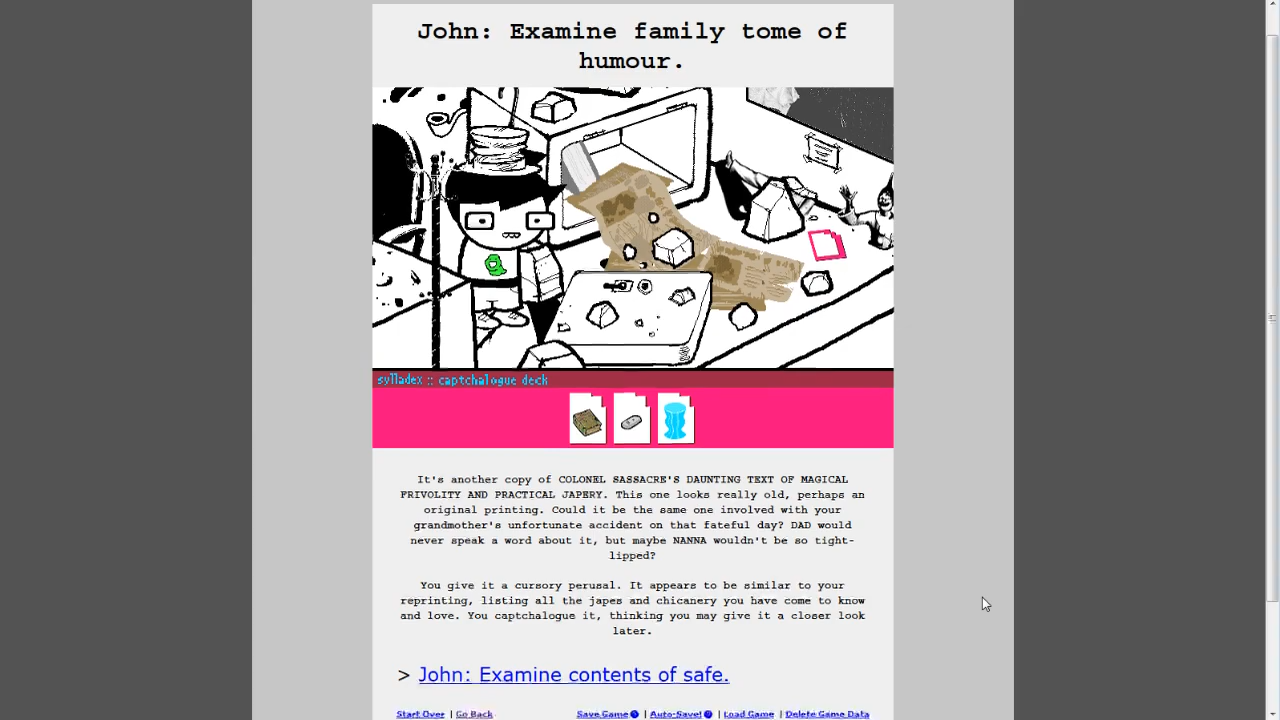 John: Examine family tome of
humour.
sylladex :: captchalogue deck
It's another copy of COLONEL SASSACRE'S DAUNTING TEXT OF MAGICAL
FRIVOLITY AND PRACTICAL JAPERY. This one looks really old, perhaps an
original printing. Could it be the same one involved with your
grandmother's unfortunate accident on that fateful day? DAD would
never speak a word about it, but maybe NANNA wouldn't be so tight-
lipped?
You give it a cursory perusal. It appears to be similar to your
reprinting, listing all the japes and chicanery you have come to know
and love. You captchalogue it, thinking you may give it a closer look
later.
> John: Examine contents of safe.
Start Over | Go Back Save Game | Auto-Save! | Load Game | Delete Game Data